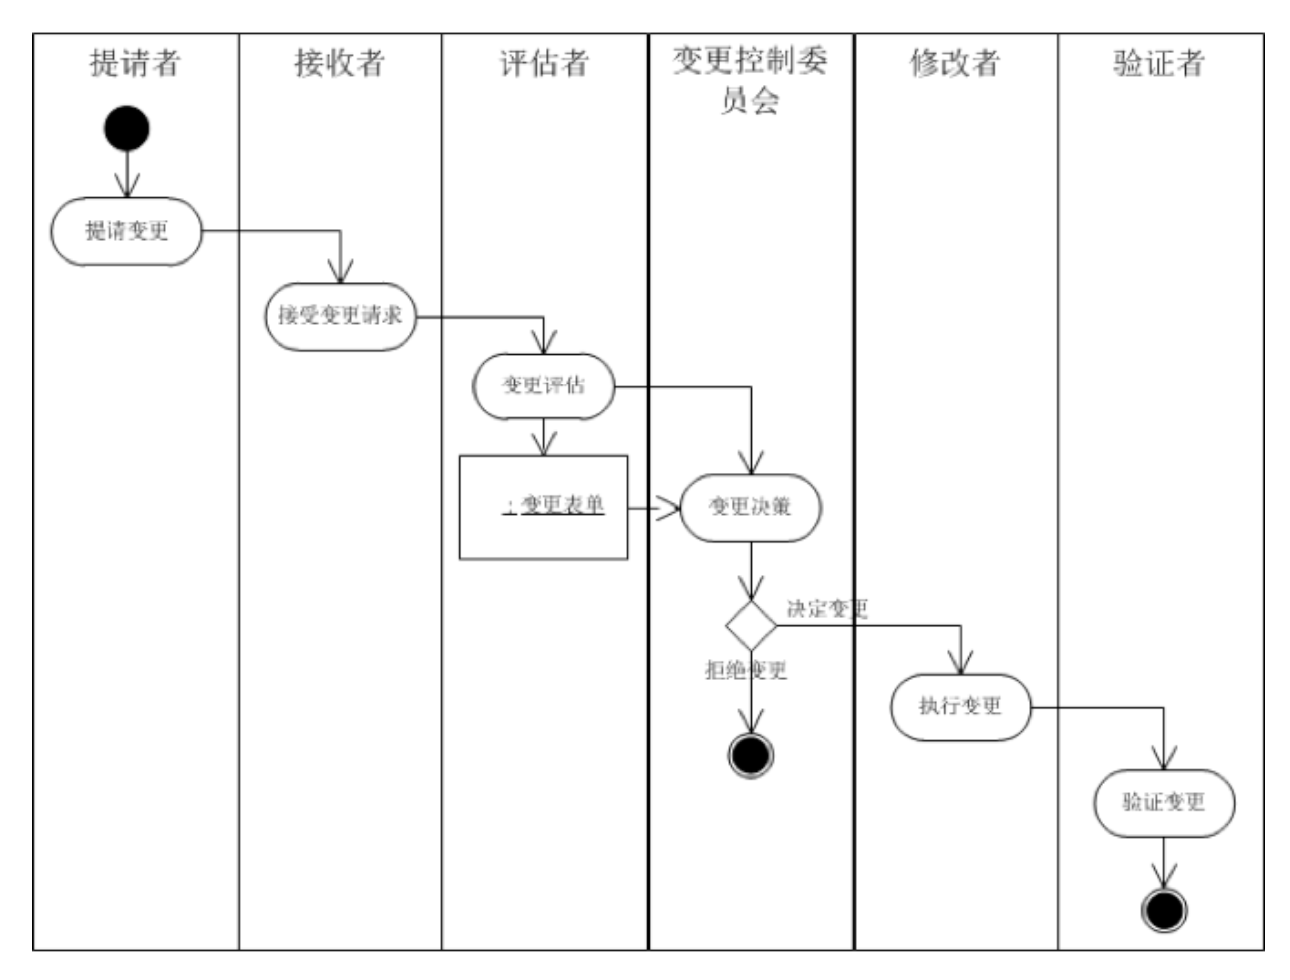 提请者
接收者
评估者
变更控制委
员会
修改者
验证者
提请变更
接受变更请求
变更评估
：变更表单
变更决策
决定变更
拒绝变更
执行变更
验证变更